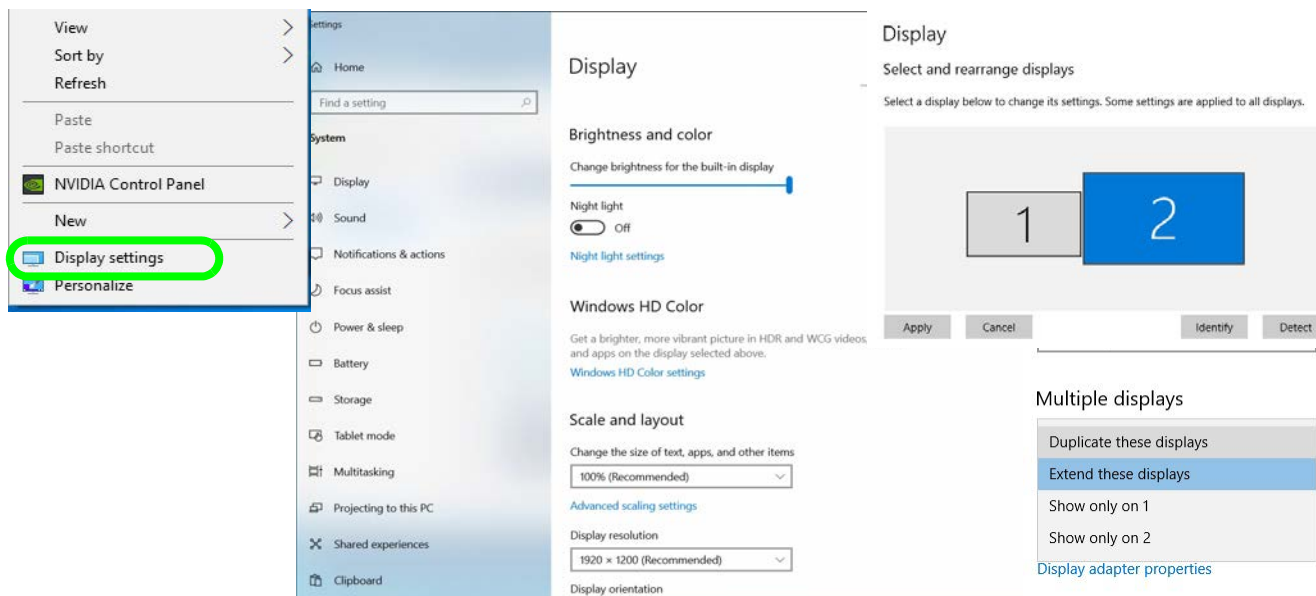 View
Sort by
Refresh
Paste
Paste shortcut
NVIDIA Control Panel
New
Display settings
Personalize
Settings
Home
Find a setting
System
Display
Sound
Notifications & actions
Focus assist
Power & sleep
Battery
Storage
Tablet mode
Multitasking
Projecting to this PC
Shared experiences
Clipboard
Display
Brightness and color
Change brightness for the built-in display
Night light
Off
Night light settings
Windows HD Color
Get a brighter, more vibrant picture in HDR and WCG videos,
and apps on the display selected above.
Windows HD Color settings
Scale and layout
Change the size of text, apps, and other items
100% (Recommended)
Advanced scaling settings
Display resolution
1920 × 1200 (Recommended)
Display orientation
Display
Select and rearrange displays
Select a display below to change its settings. Some settings are applied to all displays.
1 2
Apply Cancel Identify Detect
Multiple displays
Duplicate these displays
Extend these displays
Show only on 1
Show only on 2
Display adapter properties